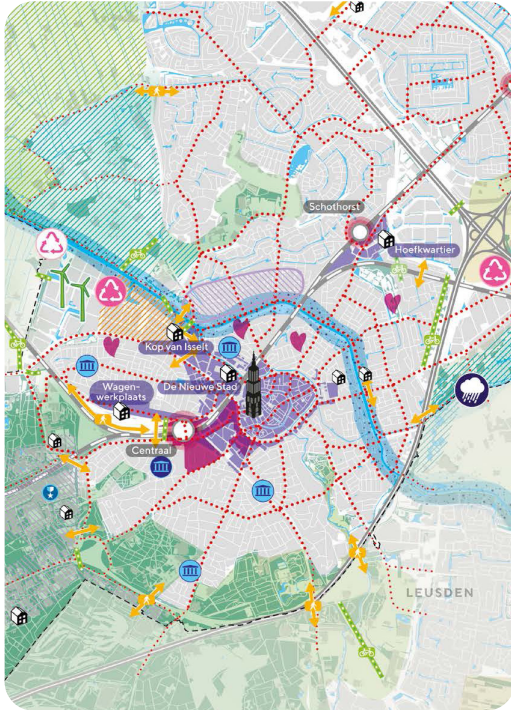 Schothorst
Hoefkwartier
Kop van Isselt
De Nieuwe Stad
Wagen-
werkplaats
Centraal
LEUSDEN